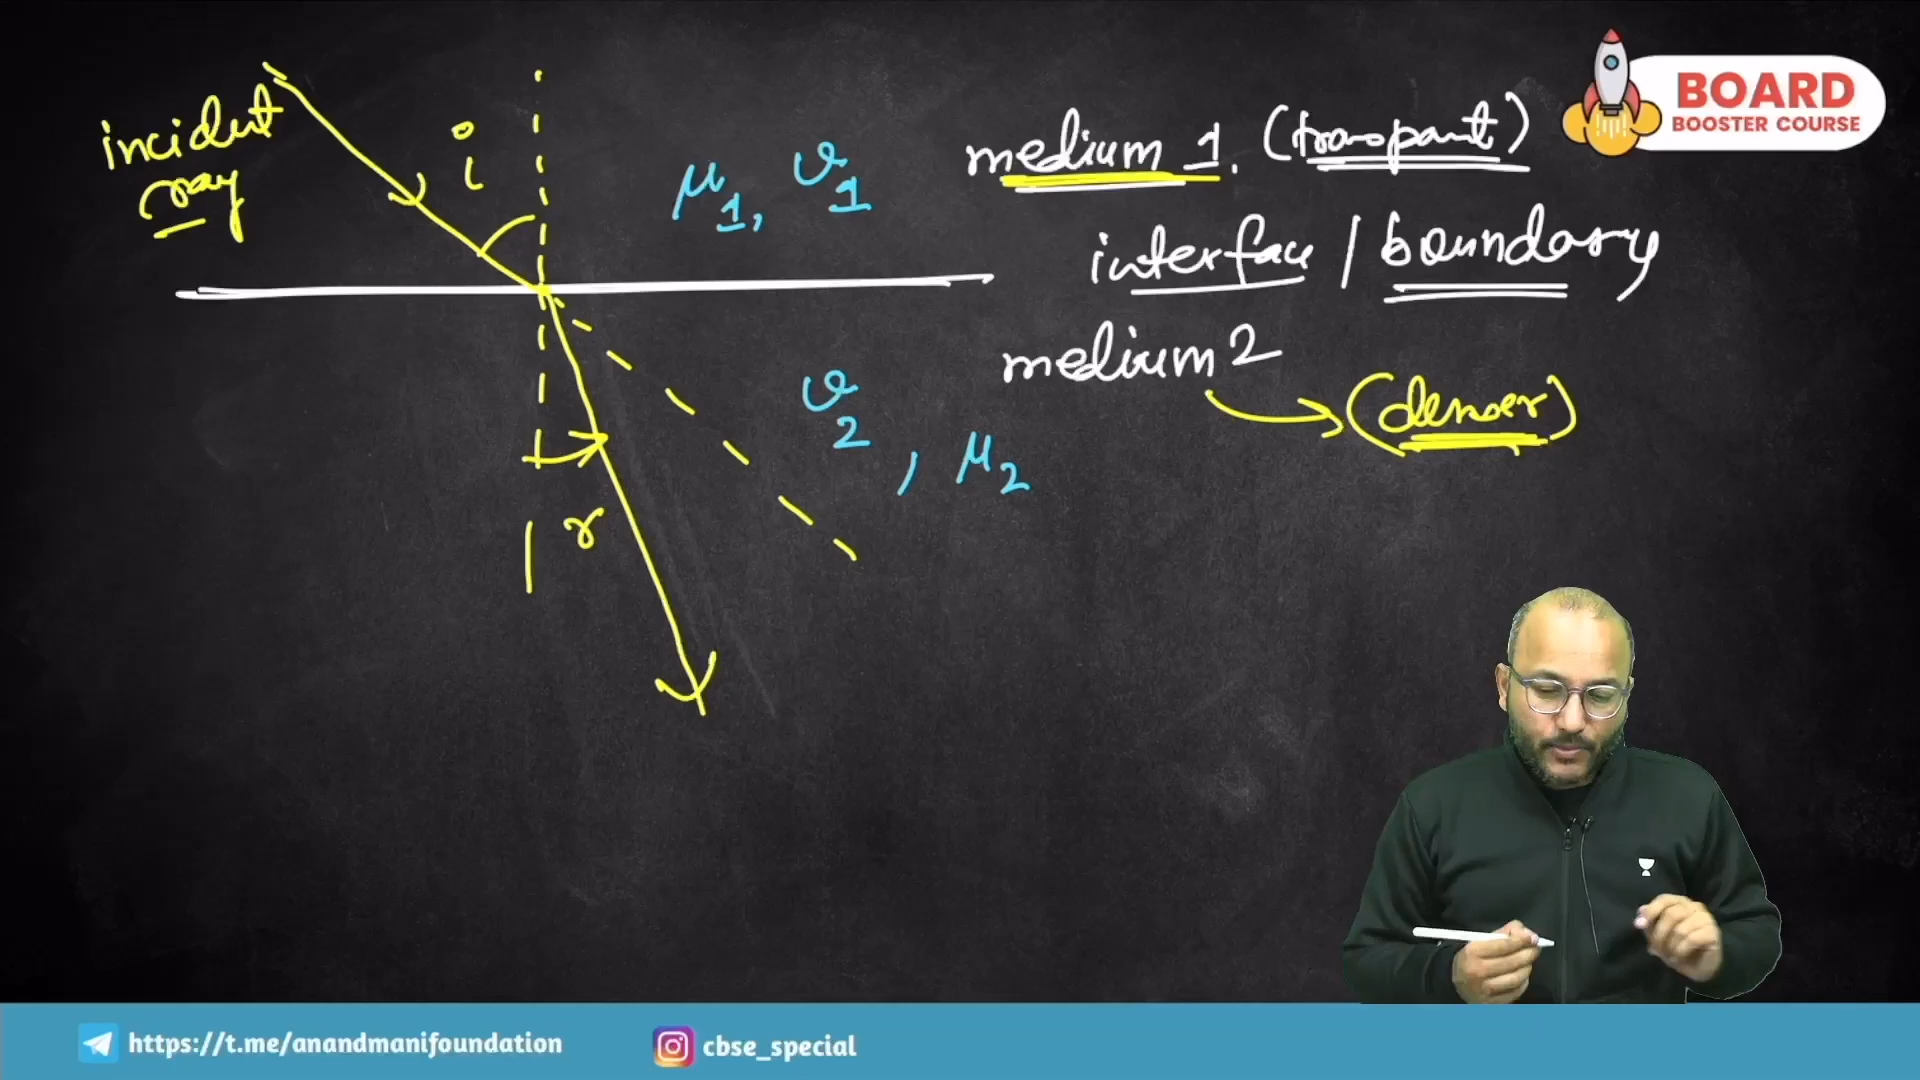 incident
ray
i
μ1, v1
medium 1. (transpant)
interface / boundary
medium 2
(denser)
v2, μ2
r
BOARD
BOOSTER COURSE
https://t.me/anandmanifoundation
cbse_special